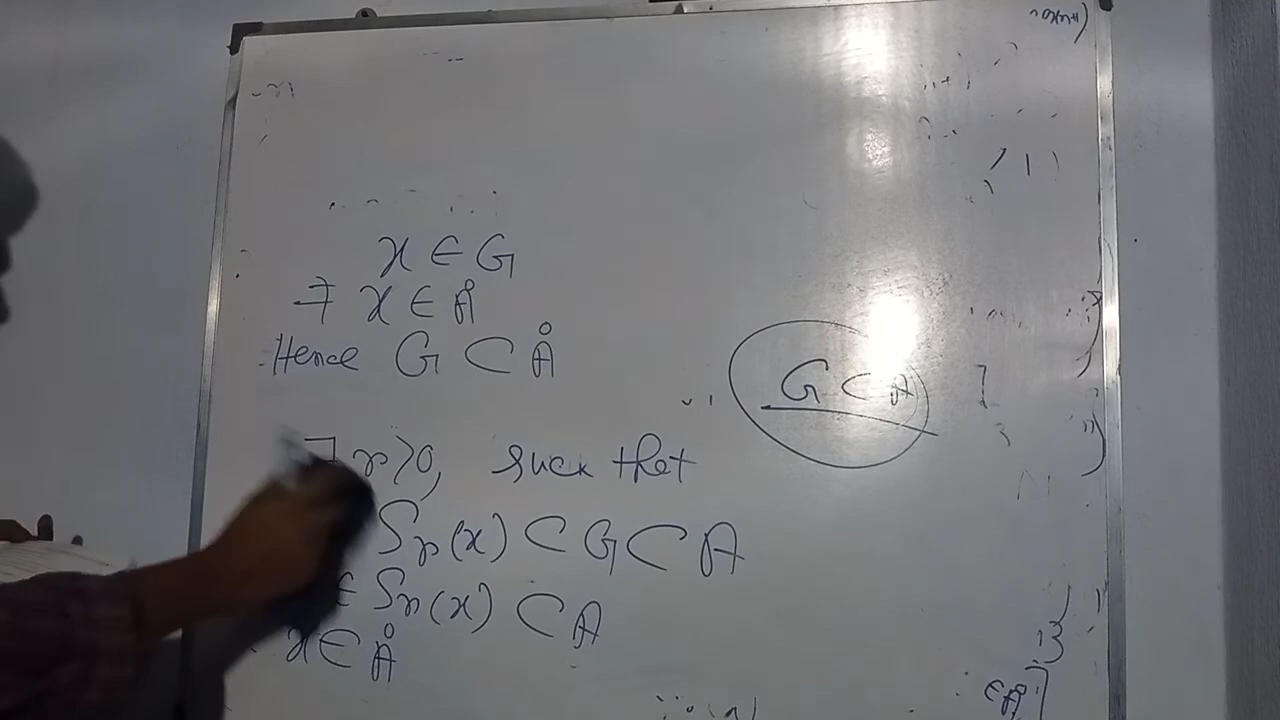 x ∈ G
⇒ x ∈ Å
Hence G ⊂ Å
G ⊂ A
∃ r>0, such that
Sr(x) ⊂ G ⊂ A
∈ Sr(x) ⊂ A
x ∈ Å